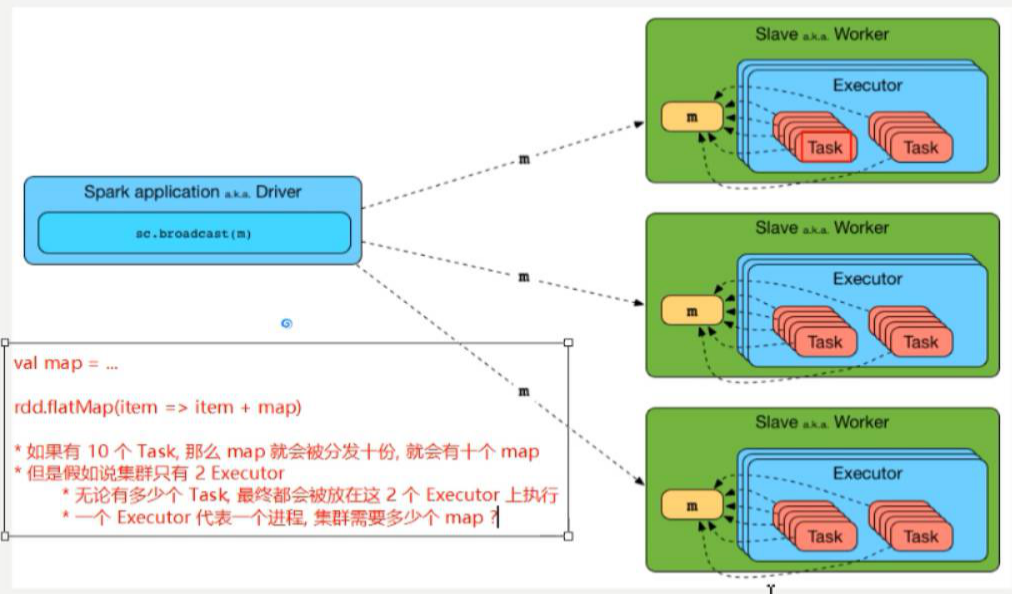 Spark application a.k.a. Driver
sc.broadcast(m)
m
m
m
Slave a.k.a. Worker
Executor
m
Task
Task
Slave a.k.a. Worker
Executor
m
Task
Task
Slave a.k.a. Worker
Executor
m
Task
Task
val map = ...
rdd.flatMap(item => item + map)
* 如果有 10 个 Task, 那么 map 就会被分发十份, 就会有十个 map
* 但是假如说集群只有 2 Executor
* 无论有多少个 Task, 最终都会被放在这 2 个 Executor 上执行
* 一个 Executor 代表一个进程, 集群需要多少个 map ?